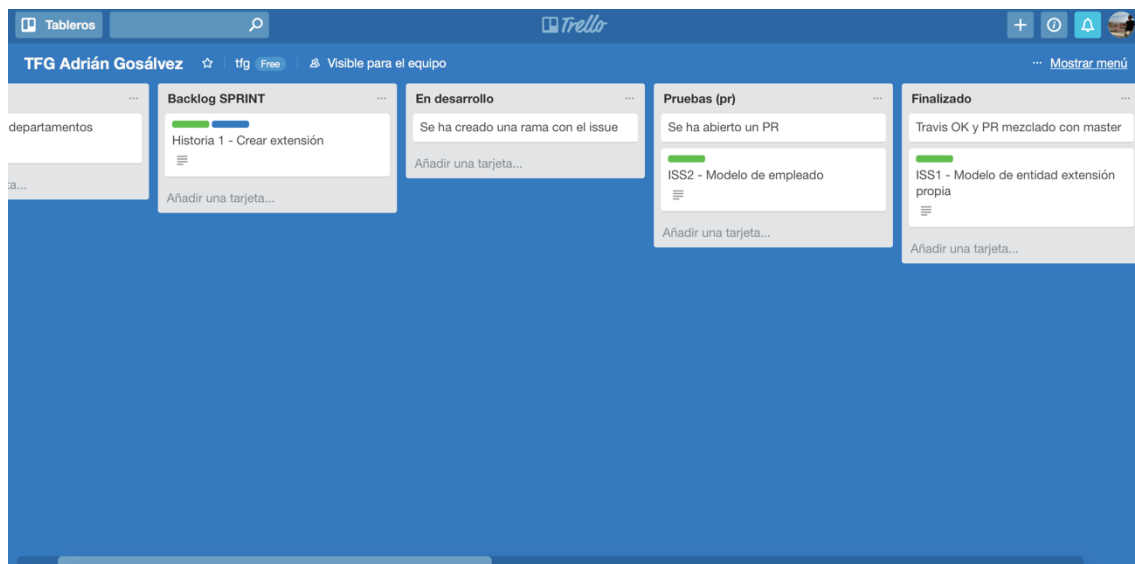 Tableros
Trello
TFG Adrián Gosálvez
tfg Free
Visible para el equipo
... Mostrar menú
departamentos
ta...
Backlog SPRINT
Historia 1 - Crear extensión
Añadir una tarjeta...
En desarrollo
Se ha creado una rama con el issue
Añadir una tarjeta...
Pruebas (pr)
Se ha abierto un PR
ISS2 - Modelo de empleado
Añadir una tarjeta...
Finalizado
Travis OK y PR mezclado con master
ISS1 - Modelo de entidad extensión
propia
Añadir una tarjeta...